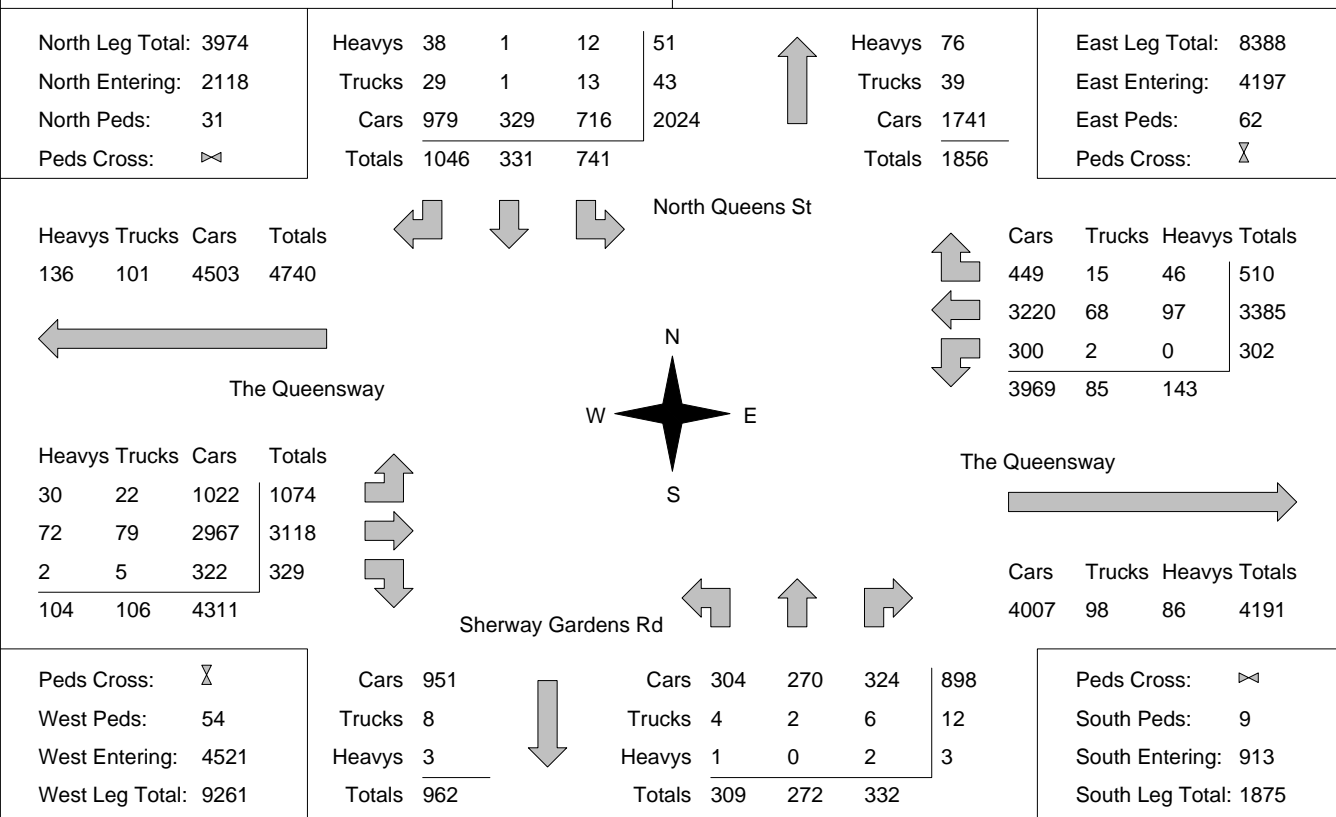 North Leg Total: 3974
North Entering: 2118
North Peds: 31
Peds Cross:
Heavys 38 1 12 51
Trucks 29 1 13 43
Cars 979 329 716 2024
Totals 1046 331 741
Heavys 76
Trucks 39
Cars 1741
Totals 1856
East Leg Total: 8388
East Entering: 4197
East Peds: 62
Peds Cross:
North Queens St
Heavys Trucks Cars Totals
136 101 4503 4740
Cars Trucks Heavys Totals
449 15 46 510
3220 68 97 3385
300 2 0 302
3969 85 143
The Queensway
N
W E
S
Heavys Trucks Cars Totals
30 22 1022 1074
72 79 2967 3118
2 5 322 329
104 106 4311
The Queensway
Cars Trucks Heavys Totals
4007 98 86 4191
Sherway Gardens Rd
Peds Cross:
West Peds: 54
West Entering: 4521
West Leg Total: 9261
Cars 951
Trucks 8
Heavys 3
Totals 962
Cars 304 270 324 898
Trucks 4 2 6 12
Heavys 1 0 2 3
Totals 309 272 332
Peds Cross:
South Peds: 9
South Entering: 913
South Leg Total: 1875